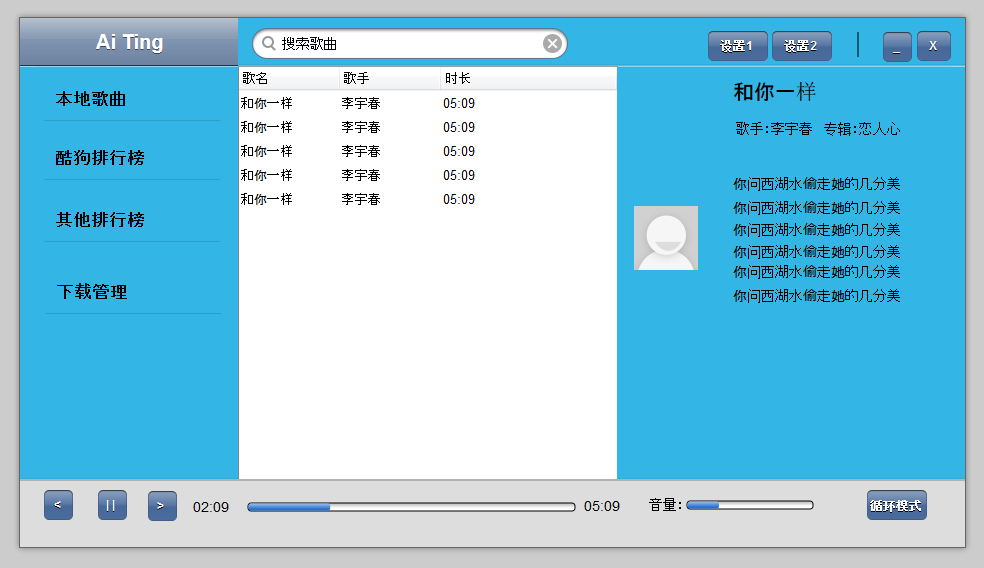 Ai Ting
搜索歌曲
设置1 设置2 _ X
本地歌曲
酷狗排行榜
其他排行榜
下载管理
歌名 歌手 时长
和你一样 李宇春 05:09
和你一样 李宇春 05:09
和你一样 李宇春 05:09
和你一样 李宇春 05:09
和你一样 李宇春 05:09
和你一样
歌手:李宇春 专辑:恋人心
你问西湖水偷走她的几分美
你问西湖水偷走她的几分美
你问西湖水偷走她的几分美
你问西湖水偷走她的几分美
你问西湖水偷走她的几分美
你问西湖水偷走她的几分美
< || > 02:09 05:09 音量: 循环模式